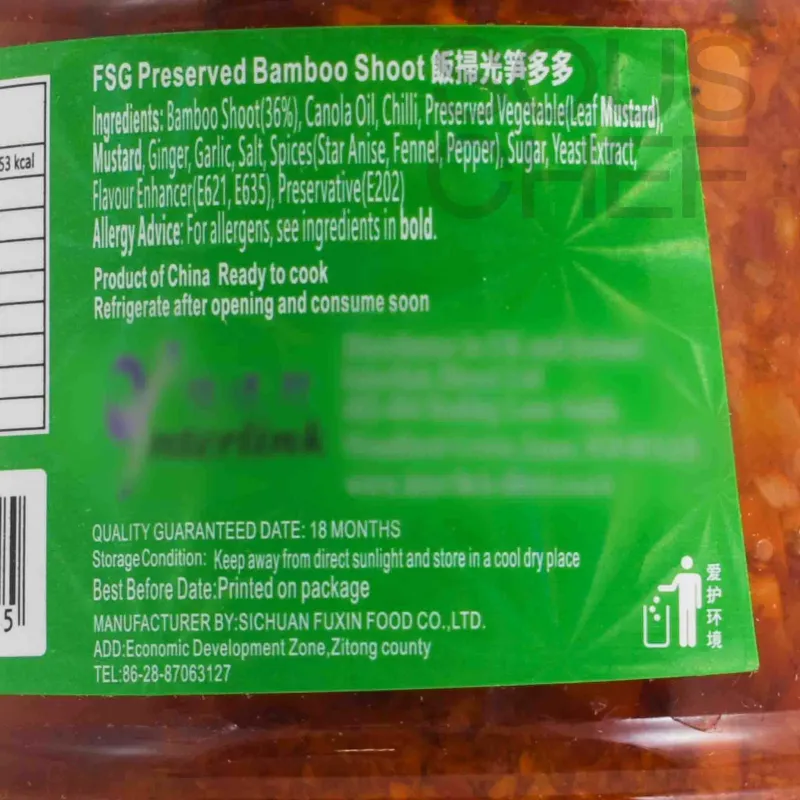 FSG Preserved Bamboo Shoot 飯掃光笋多多
Ingredients: Bamboo Shoot(36%), Canola Oil, Chilli, Preserved Vegetable(Leaf Mustard),
Mustard, Ginger, Garlic, Salt, Spices(Star Anise, Fennel, Pepper), Sugar, Yeast Extract,
Flavour Enhancer(E621, E635), Preservative(E202)
Allergy Advice: For allergens, see ingredients in bold.
Product of China Ready to cook
Refrigerate after opening and consume soon
interlink
QUALITY GUARANTEED DATE: 18 MONTHS
Storage Condition: Keep away from direct sunlight and store in a cool dry place
Best Before Date:Printed on package
MANUFACTURER BY:SICHUAN FUXIN FOOD CO.,LTD.
ADD:Economic Development Zone,Zitong county
TEL:86-28-87063127
爱护环境
53 kcal
5
SOUS
CHEF